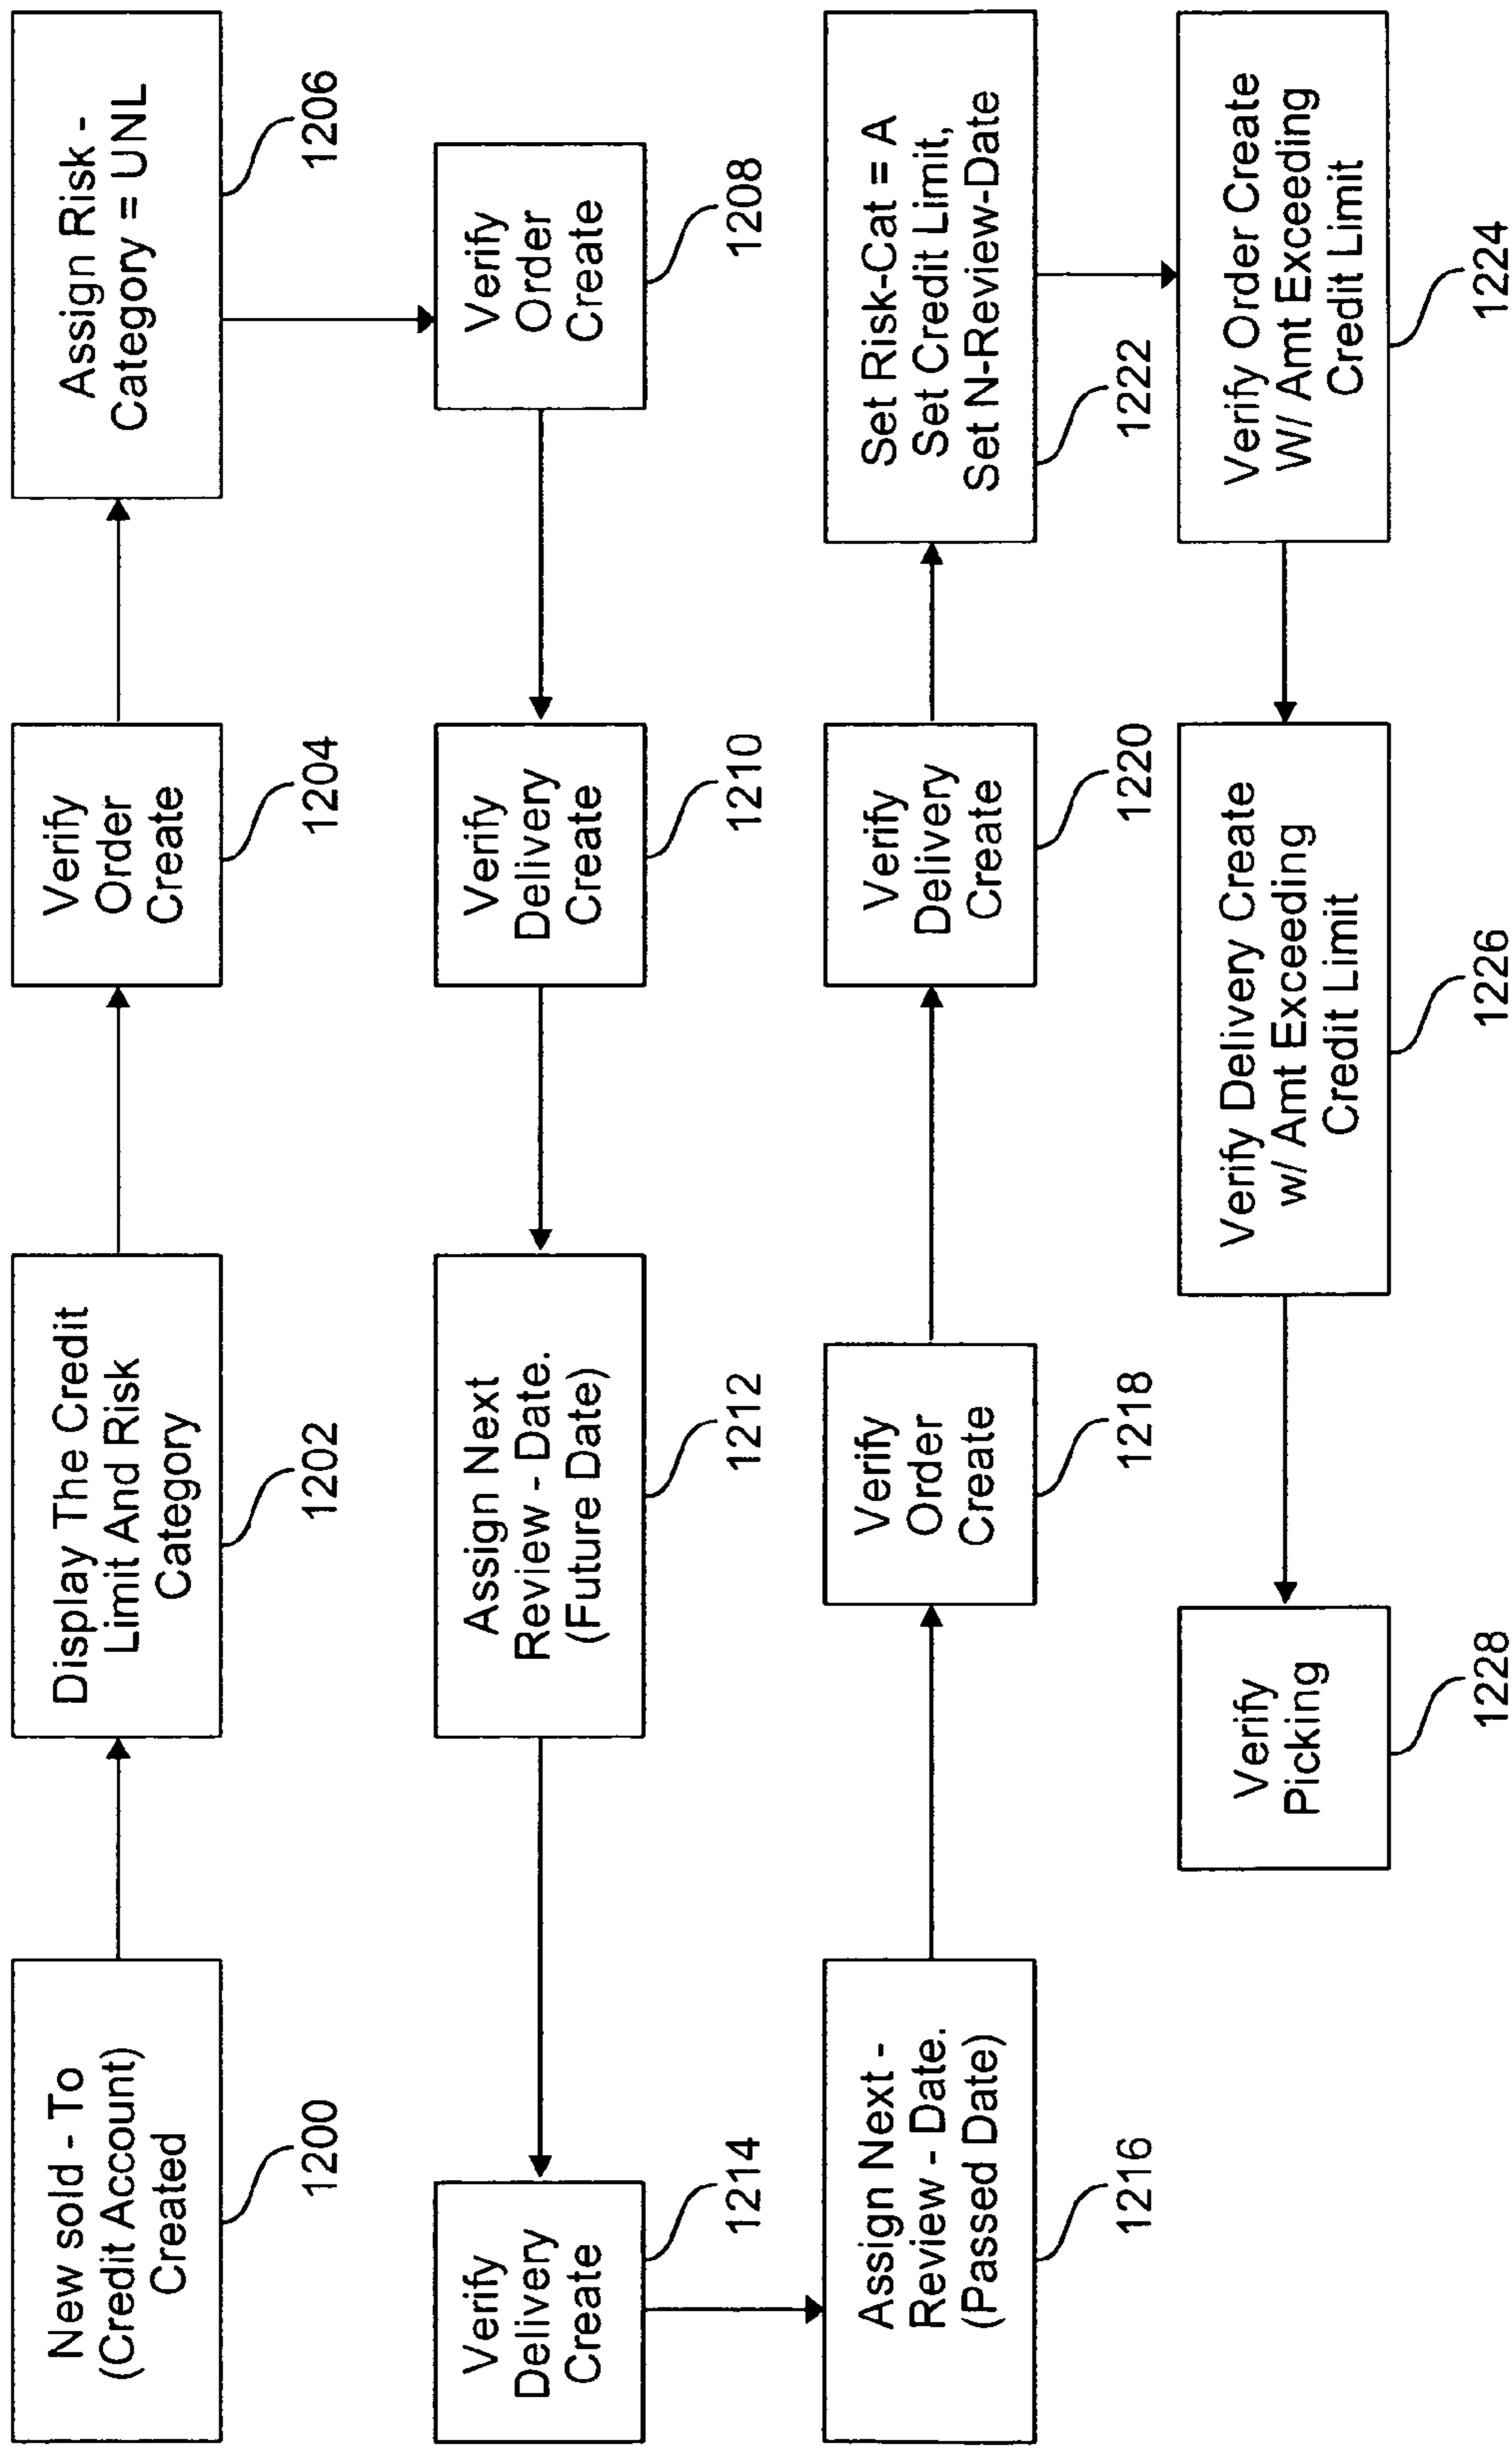 New sold - To
(Credit Account)
Created
1200
Display The Credit
Limit And Risk
Category
1202
Verify
Order
Create
1204
Assign Risk -
Category = UNL
1206
Verify
Order
Create
1208
Verify
Delivery
Create
1210
Assign Next
Review - Date.
(Future Date)
1212
Verify
Delivery
Create
1214
Assign Next -
Review - Date.
(Passed Date)
1216
Verify
Order
Create
1218
Verify
Delivery
Create
1220
Set Risk-Cat = A
Set Credit Limit,
Set N-Review-Date
1222
Verify Order Create
W/ Amt Exceeding
Credit Limit
1224
Verify Delivery Create
w/ Amt Exceeding
Credit Limit
1226
Verify
Picking
1228